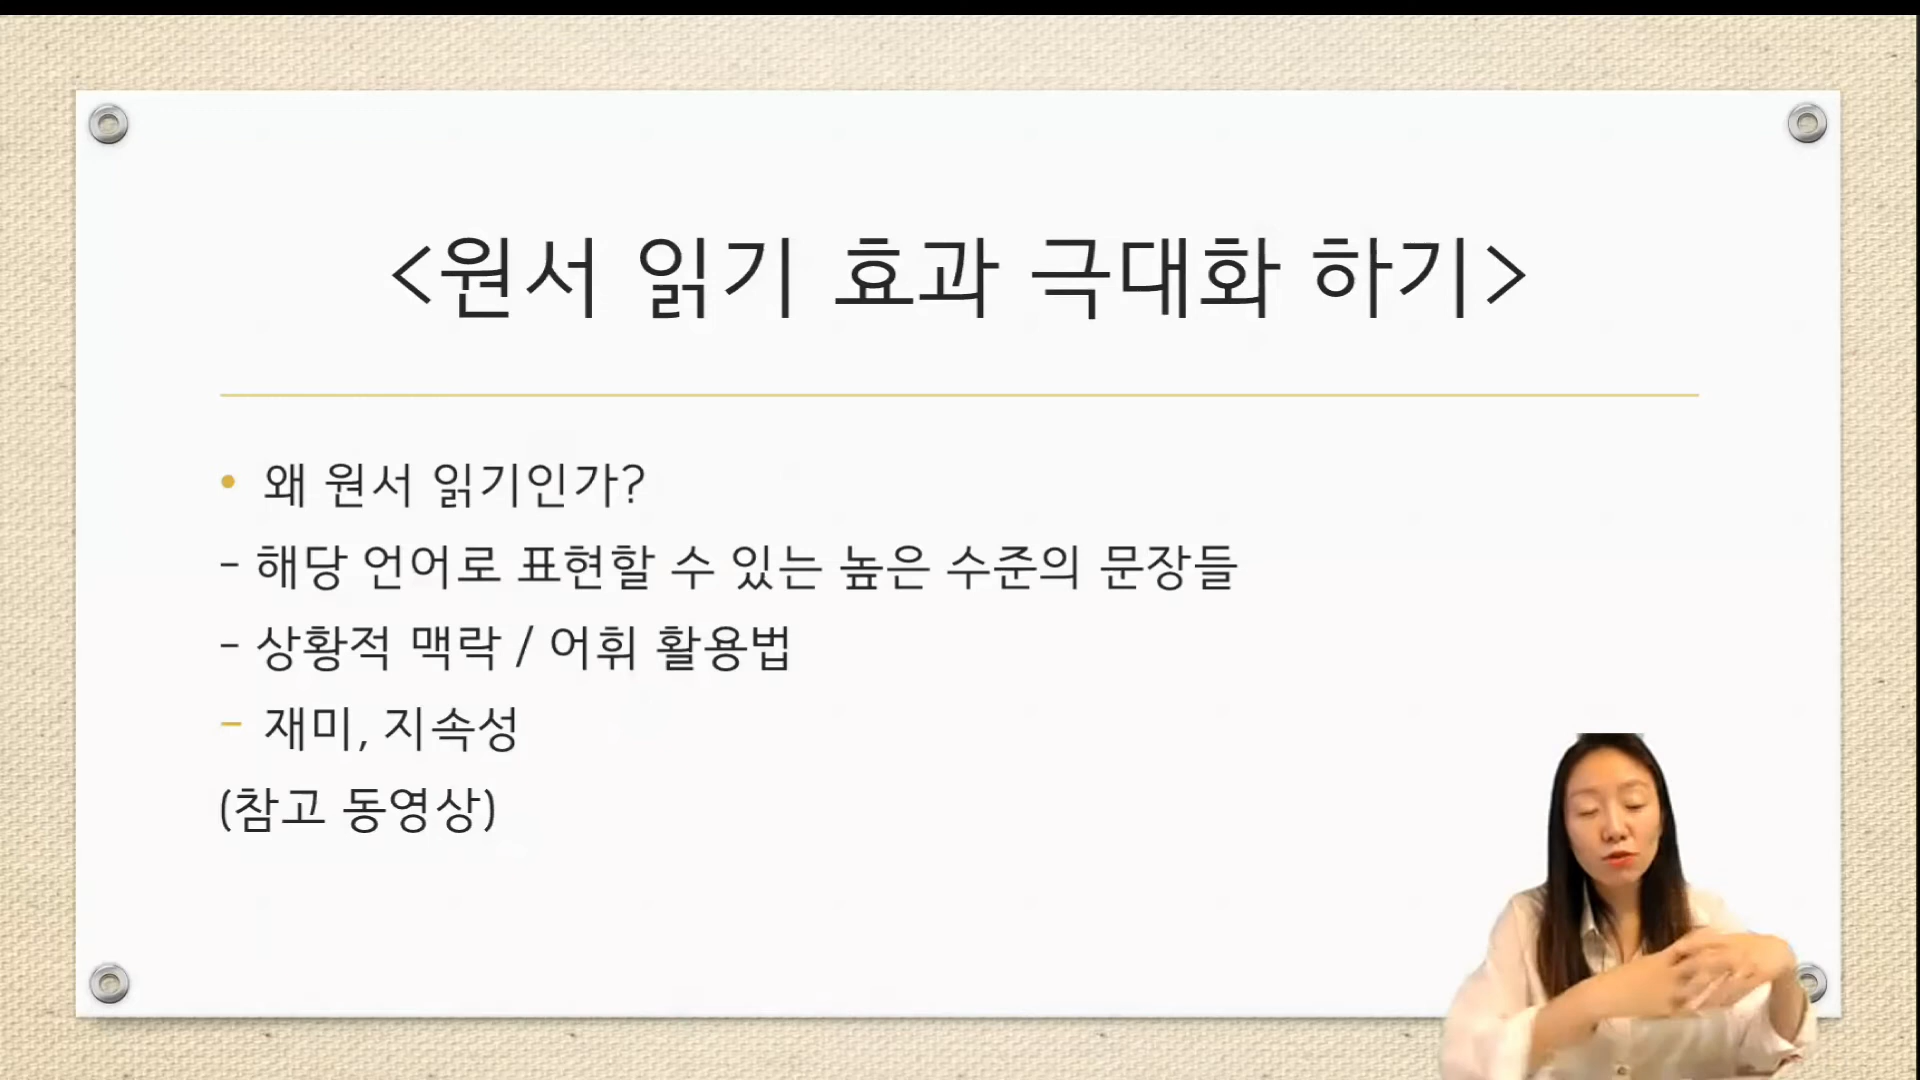 <원서 읽기 효과 극대화 하기>
• 왜 원서 읽기인가?
- 해당 언어로 표현할 수 있는 높은 수준의 문장들
- 상황적 맥락 / 어휘 활용법
- 재미, 지속성
(참고 동영상)